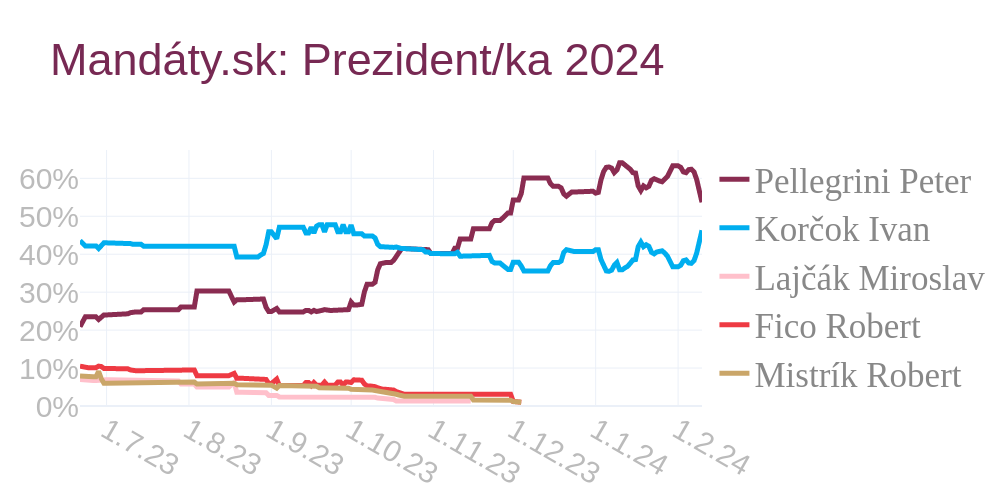 Mandáty.sk: Prezident/ka 2024
60%
50%
40%
30%
20%
10%
0%
1.7.23
1.8.23
1.9.23
1.10.23
1.11.23
1.12.23
1.1.24
1.2.24
Pellegrini Peter
Korčok Ivan
Lajčák Miroslav
Fico Robert
Mistrík Robert